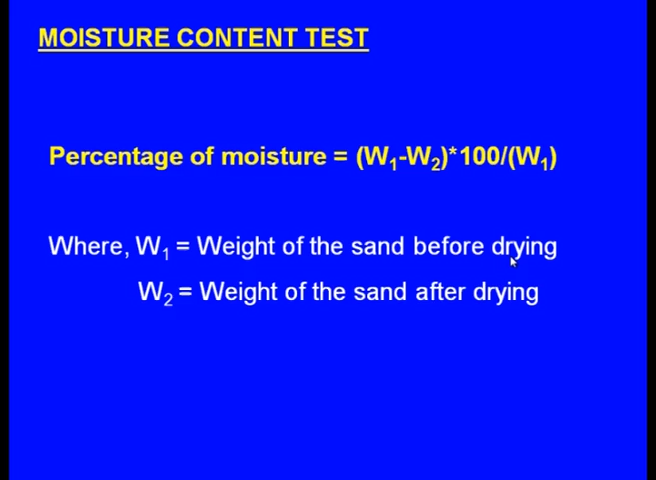 MOISTURE CONTENT TEST
Percentage of moisture = (W₁-W₂)*100/(W₁)
Where, W₁ = Weight of the sand before drying
W₂ = Weight of the sand after drying